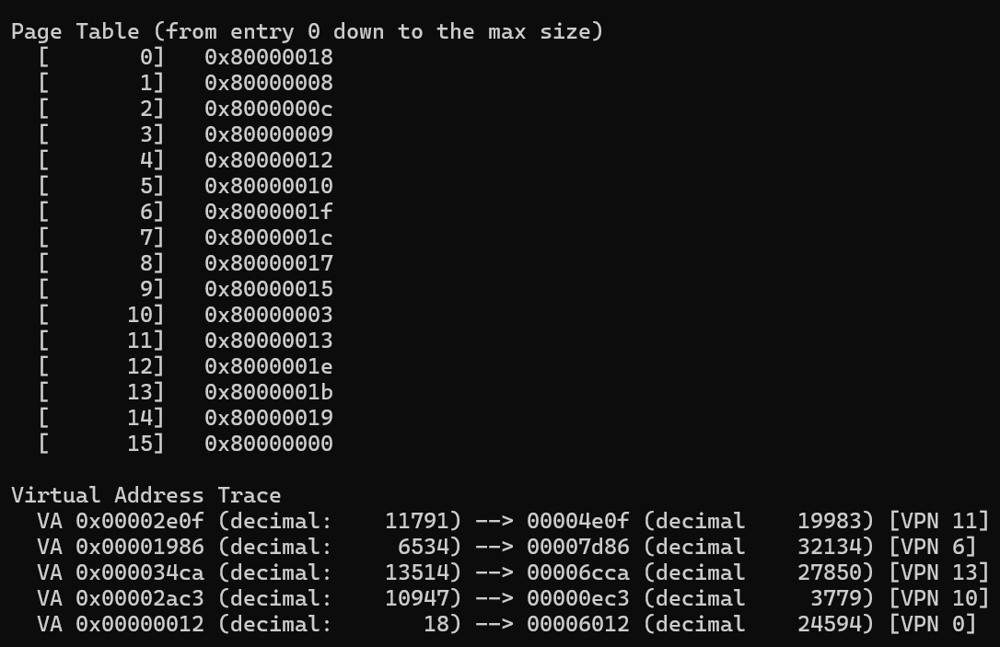 Page Table (from entry 0 down to the max size)
  [       0]   0x80000018
  [       1]   0x80000008
  [       2]   0x8000000c
  [       3]   0x80000009
  [       4]   0x80000012
  [       5]   0x80000010
  [       6]   0x8000001f
  [       7]   0x8000001c
  [       8]   0x80000017
  [       9]   0x80000015
  [      10]   0x80000003
  [      11]   0x80000013
  [      12]   0x8000001e
  [      13]   0x8000001b
  [      14]   0x80000019
  [      15]   0x80000000

Virtual Address Trace
  VA 0x00002e0f (decimal:    11791) --> 00004e0f (decimal    19983) [VPN 11]
  VA 0x00001986 (decimal:     6534) --> 00007d86 (decimal    32134) [VPN 6]
  VA 0x000034ca (decimal:    13514) --> 00006cca (decimal    27850) [VPN 13]
  VA 0x00002ac3 (decimal:    10947) --> 00000ec3 (decimal     3779) [VPN 10]
  VA 0x00000012 (decimal:       18) --> 00006012 (decimal    24594) [VPN 0]